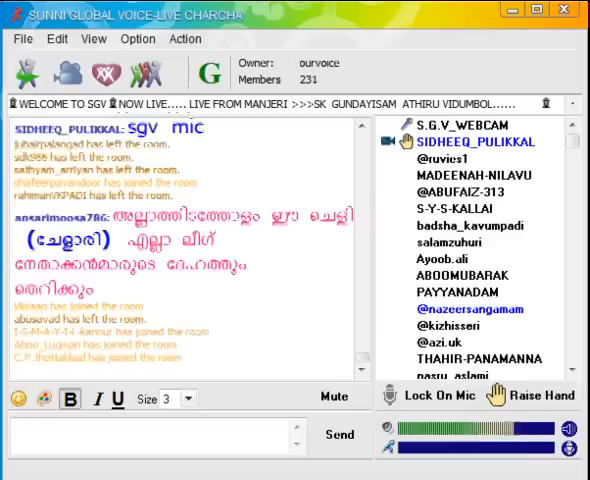 SUNNI GLOBAL VOICE-LIVE CHARCHA
File Edit View Option Action
G
Owner: ourvoice
Members 231
WELCOME TO SGV NOW LIVE..... LIVE FROM MANJERI >>>SK GUNDAYISAM ATHIRU VIDUMBOL......
SIDHEEQ_PULIKKAL: sgv mic
jubairpalangad has left the room.
sdk986 has left the room.
sathyam_arriyan has left the room.
shafeerpavandoor has joined the room
rahmanVKPADI has left the room.
ansarimoosa786: അല്ലാത്തിടത്തോളം ഈ ചെളി
(ചേളാരി) എല്ലാ ലീഗ്
നേതാക്കൻമാരുടെ ദേഹത്തും
തെറിക്കും
has joined the room
abusavad has left the room.
I-S-M-A-Y-I-L-kannur has joined the room
Aboo_Luqman has joined the room
C.P.thottakkad has joined the room
S.G.V_WEBCAM
SIDHEEQ_PULIKKAL
@ruvies1
MADEENAH-NILAVU
@ABUFAIZ-313
S-Y-S-KALLAI
badsha_kavumpadi
salamzuhuri
Ayoob.ali
ABOOMUBARAK
PAYYANADAM
@nazeersangamam
@kizhisseri
@azi.uk
THAHIR-PANAMANNA
nasru_aslami
B I U Size 3 Mute
Lock On Mic Raise Hand
Send